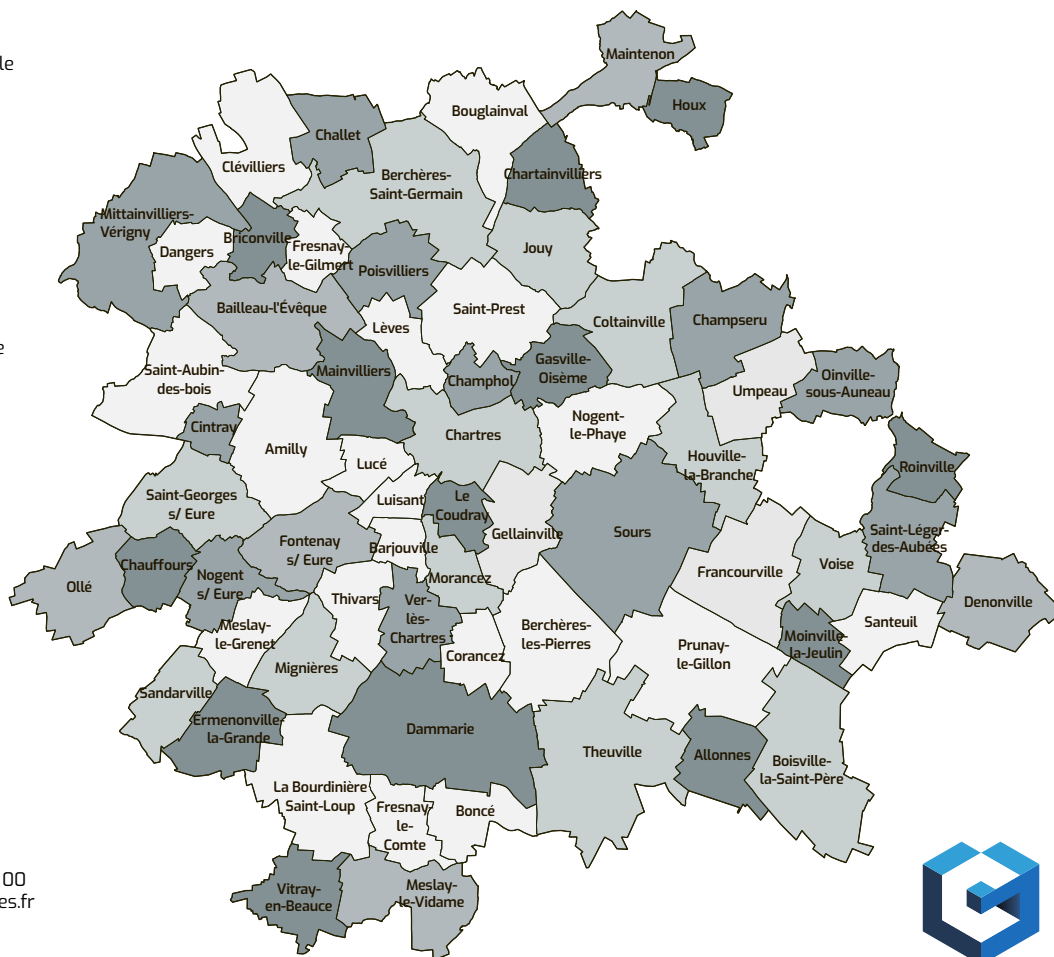 Maintenon
le
Houx
Bouglainval
Challet
Clévilliers
Chartainvilliers
Berchères-
Saint-Germain
Mittainvilliers-
Vérigny
Briconville
Dangers
Fresnay-
le-Gilmert
Jouy
Poisvilliers
Bailleau-l'Évêque
Saint-Prest
Coltainville
Champseru
Lèves
e
Saint-Aubin-
des-bois
Mainvilliers
Champhol
Gasville-
Oisème
Umpeau
Oinville-
sous-Auneau
Cintray
Amilly
Chartres
Nogent-
le-Phaye
Lucé
Houville-
la-Branche
Roinville
Saint-Georges
s/ Eure
Luisant
Le
Coudray
Gellainville
Sours
Saint-Léger-
des-Aubées
Fontenay
s/ Eure
Barjouville
Ollé
Chauffours
Nogent
s/ Eure
Morancez
Francourville
Voise
Thivars
Ver-
lès-
Chartres
Denonville
Meslay-
le-Grenet
Berchères-
les-Pierres
Santeuil
Moinville-
la-Jeulin
Corancez
Prunay-
le-Gillon
Mignières
Sandarville
Ermenonville-
la-Grande
Dammarie
Theuville
Allonnes
Boisville-
la-Saint-Père
La Bourdinière
Saint-Loup
Fresnay-
le-
Comte
Boncé
00
es.fr
Vitray-
en-Beauce
Meslay-
le-Vidame